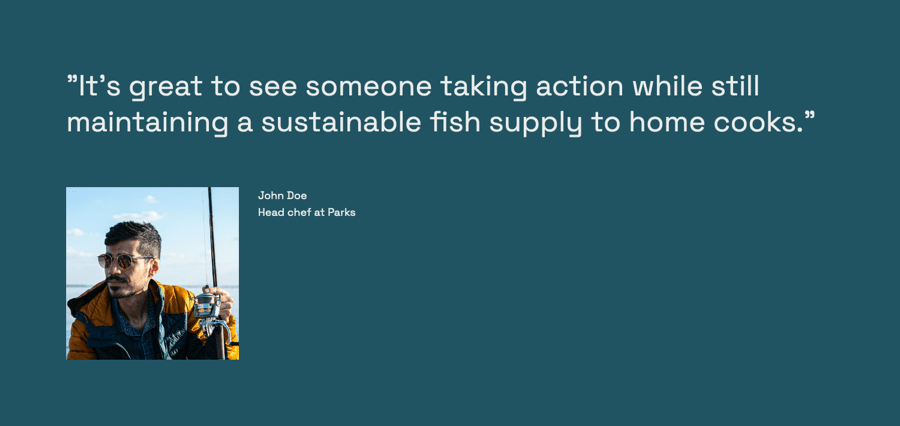 ”It’s great to see someone taking action while still
maintaining a sustainable fish supply to home cooks.”
John Doe
Head chef at Parks